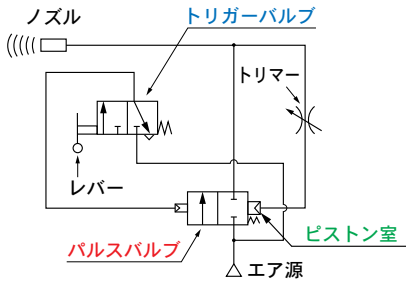 ノズル
トリガーバルブ
トリマー
レバー
ピストン室
パルスバルブ
エア源